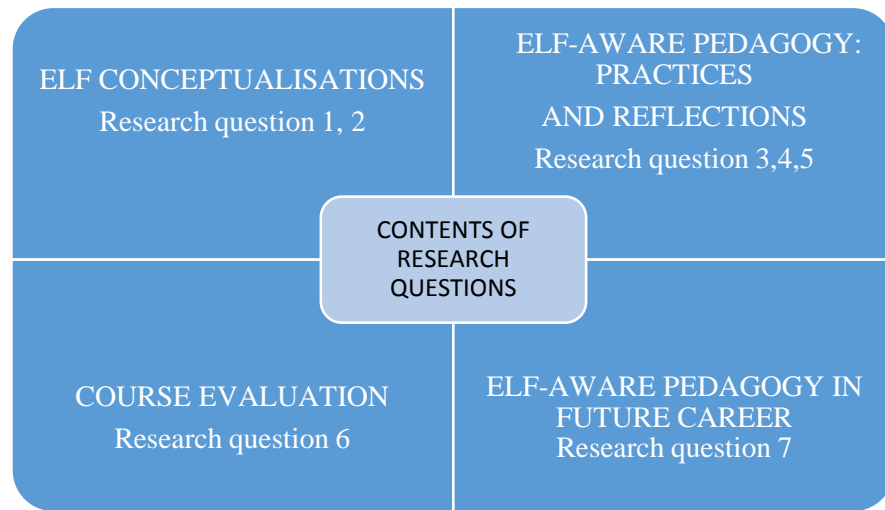 ELF CONCEPTUALISATIONS
Research question 1, 2
ELF-AWARE PEDAGOGY:
PRACTICES
AND REFLECTIONS
Research question 3,4,5
CONTENTS OF
RESEARCH
QUESTIONS
COURSE EVALUATION
Research question 6
ELF-AWARE PEDAGOGY IN
FUTURE CAREER
Research question 7